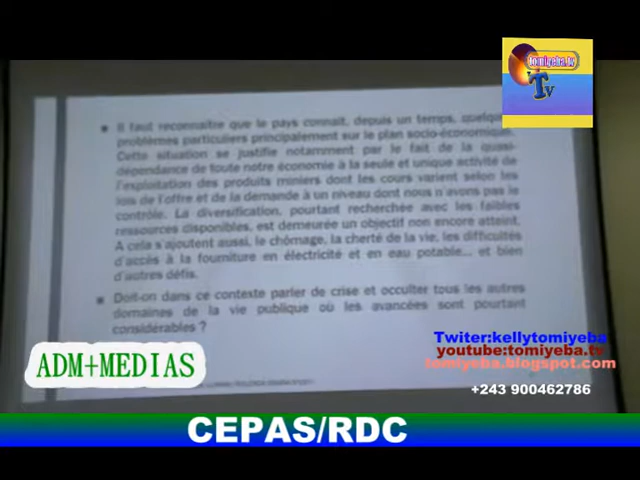 tomiyeba.tv
TV
Il faut reconnaître que le pays connaît, depuis un temps,
problèmes particuliers principalement sur le plan socio-économique.
Cette situation se justifie notamment par le fait de la quasi-
dépendance de toute notre économie à la seule et unique activité de
l'exploitation des produits miniers dont les cours varient selon les
lois de l'offre et de la demande à un niveau dont nous n'avons pas le
contrôle. La diversification, pourtant recherchée avec les faibles
ressources disponibles, est demeurée un objectif non encore atteint.
A cela s'ajoutent aussi, le chômage, la cherté de la vie, les difficultés
d'accès à la fourniture en électricité et en eau potable... et bien
d'autres défis.
Doit-on dans ce contexte parler de crise et occulter tous les autres
domaines de la vie publique où les avancées sont pourtant
considérables ?
Twiter:kellytomiyeba
youtube:tomiyeba.tv
tomiyeba.blogspot.com
+243 900462786
ADM+MEDIAS
CEPAS/RDC